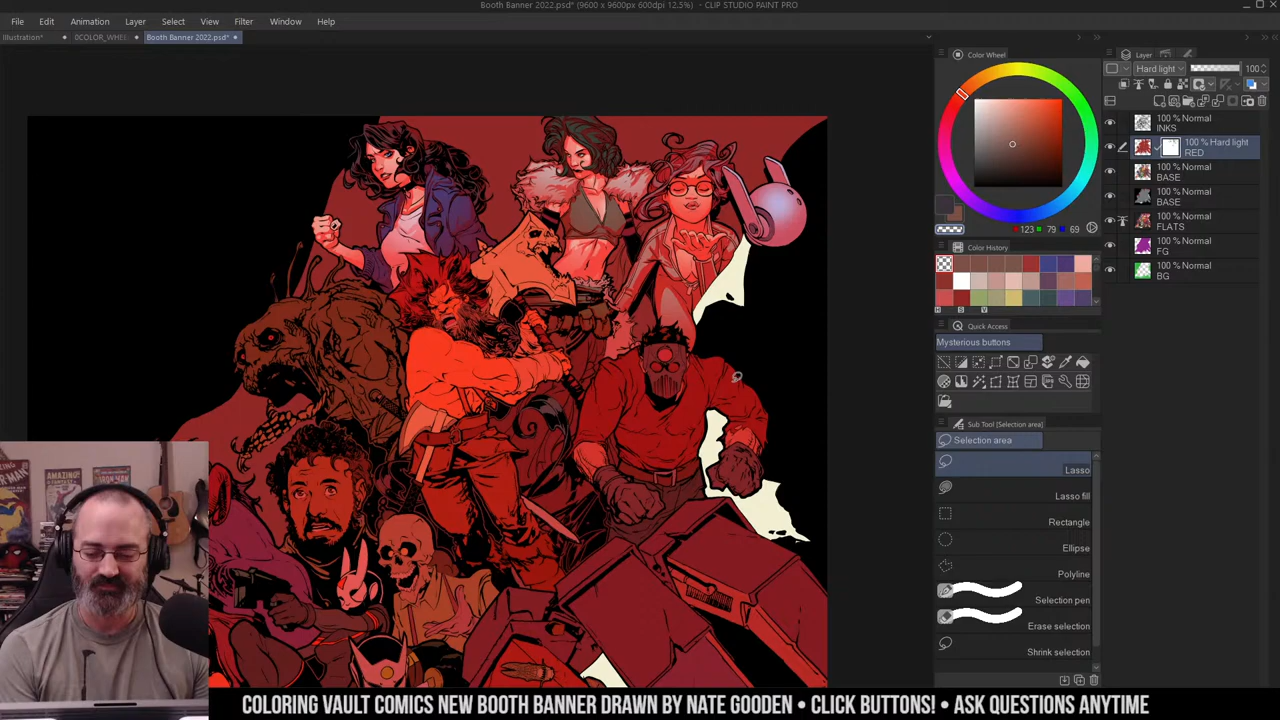 Booth Banner 2022.psd* (9600 x 9600px 600dpi 12.5%) - CLIP STUDIO PAINT PRO
File Edit Animation Layer Select View Filter Window Help
Illustration* 0COLOR_WHEE Booth Banner 2022.psd*
Color Wheel
123 79 69
Color History
H S V
Quick Access
Mysterious buttons
Sub Tool [Selection area]
Selection area
Lasso
Lasso fill
Rectangle
Ellipse
Polyline
Selection pen
Erase selection
Shrink selection
Layer
Hard light 100
100 % Normal
INKS
100 % Hard light
RED
100 % Normal
BASE
100 % Normal
BASE
100 % Normal
FLATS
100 % Normal
FG
100 % Normal
BG
AMAZING
COLORING VAULT COMICS NEW BOOTH BANNER DRAWN BY NATE GOODEN • CLICK BUTTONS! • ASK QUESTIONS ANYTIME